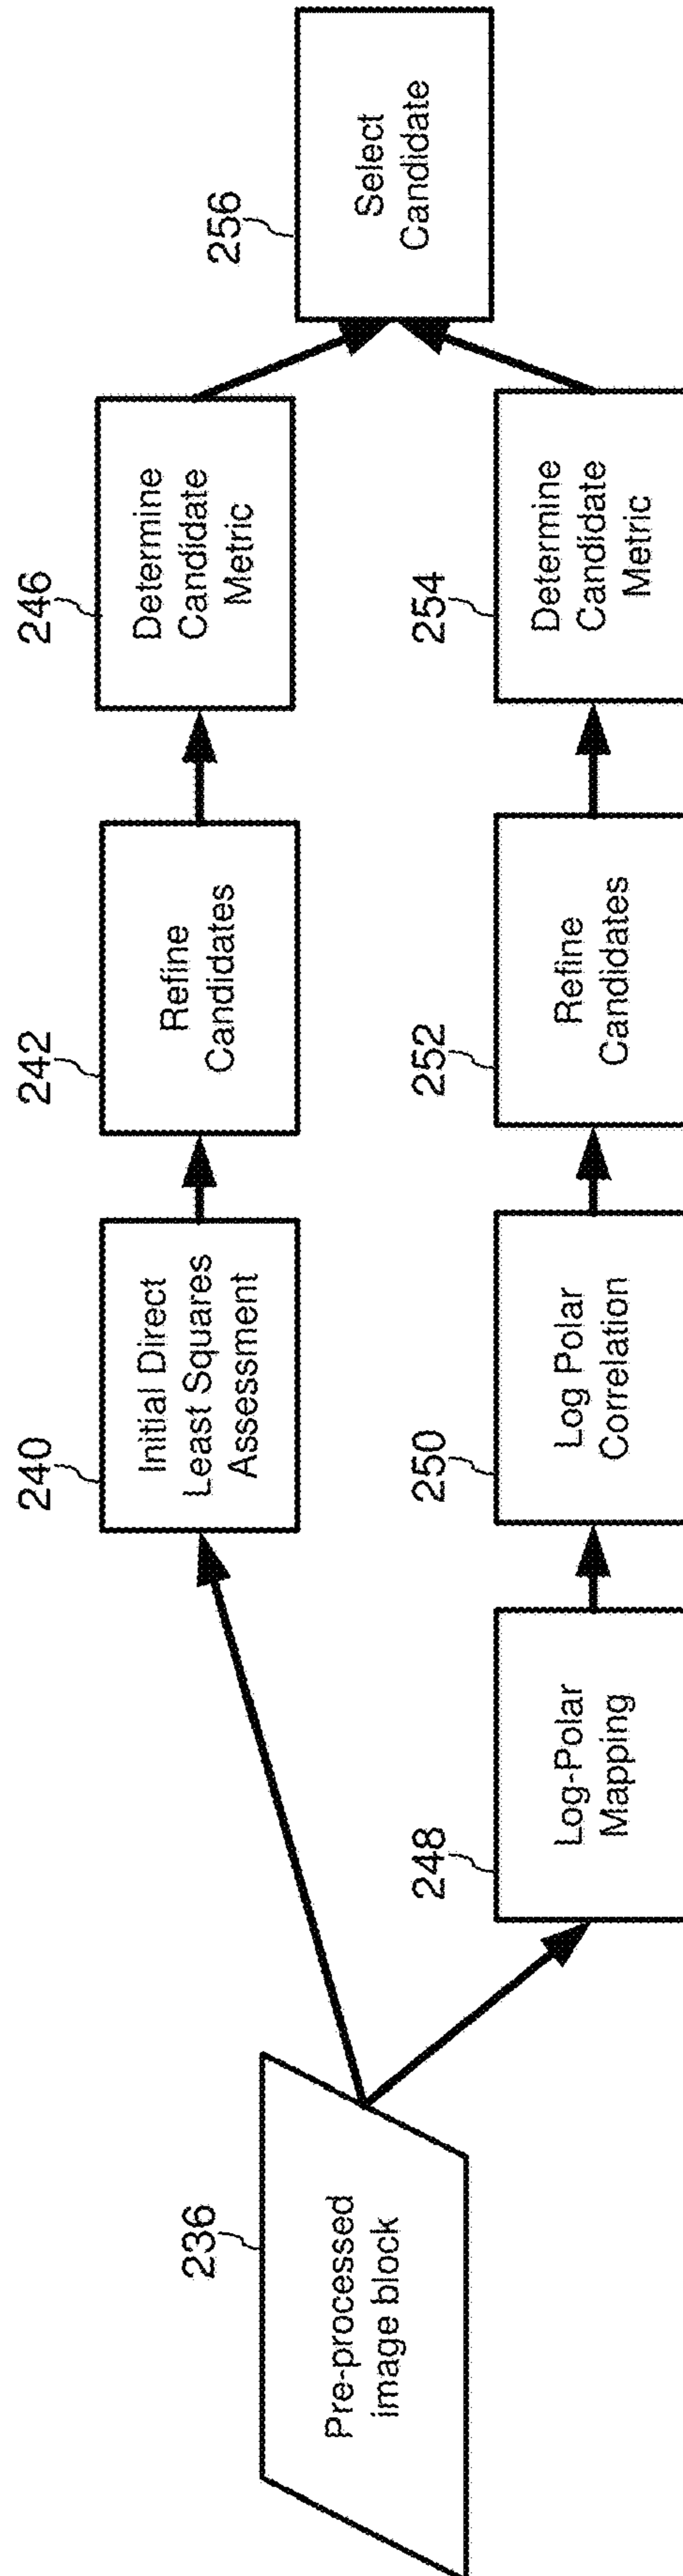 236
Pre-processed
image block
240
Initial Direct
Least Squares
Assessment
242
Refine
Candidates
246
Determine
Candidate
Metric
248
Log-Polar
Mapping
250
Log Polar
Correlation
252
Refine
Candidates
254
Determine
Candidate
Metric
256
Select
Candidate